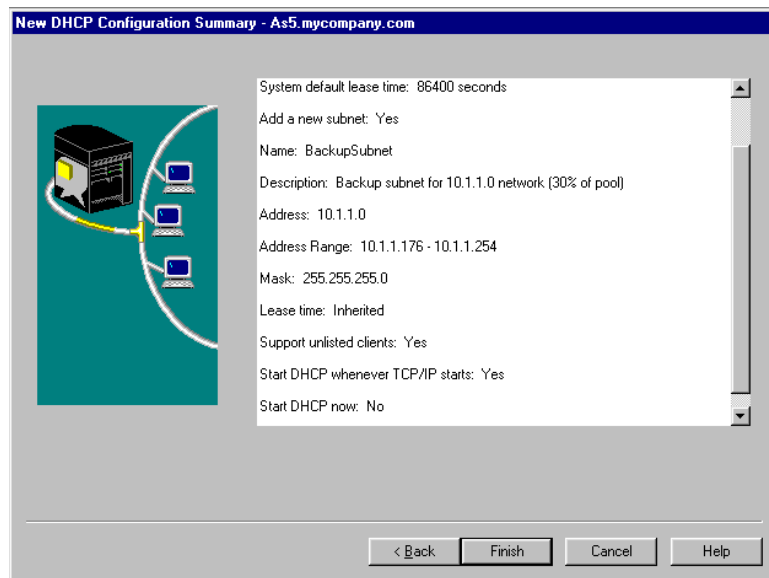 New DHCP Configuration Summary - As5.mycompany.com
System default lease time: 86400 seconds
Add a new subnet: Yes
Name: BackupSubnet
Description: Backup subnet for 10.1.1.0 network (30% of pool)
Address: 10.1.1.0
Address Range: 10.1.1.176 - 10.1.1.254
Mask: 255.255.255.0
Lease time: Inherited
Support unlisted clients: Yes
Start DHCP whenever TCP/IP starts: Yes
Start DHCP now: No
< Back Finish Cancel Help